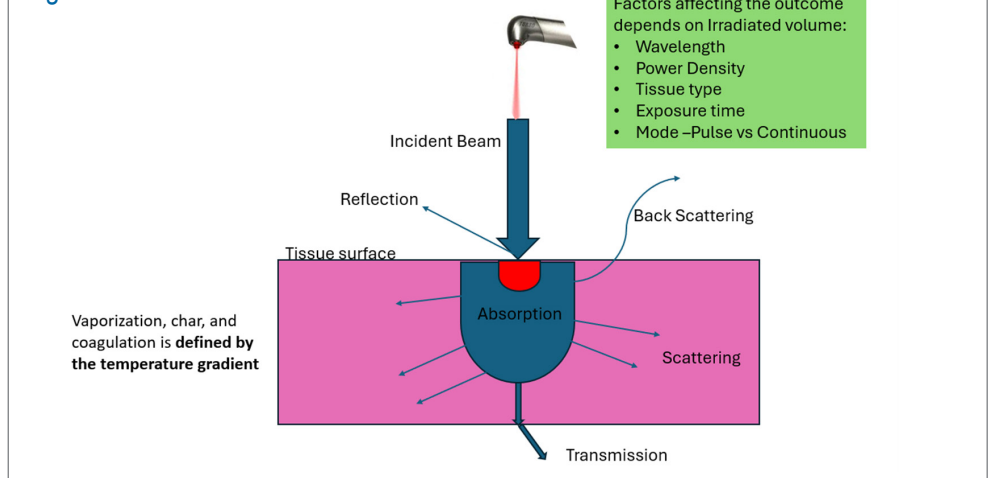 Factors affecting the outcome
depends on Irradiated volume:
• Wavelength
• Power Density
• Tissue type
• Exposure time
• Mode –Pulse vs Continuous
Incident Beam
Reflection
Back Scattering
Tissue surface
Absorption
Vaporization, char, and
coagulation is defined by
the temperature gradient
Scattering
Transmission